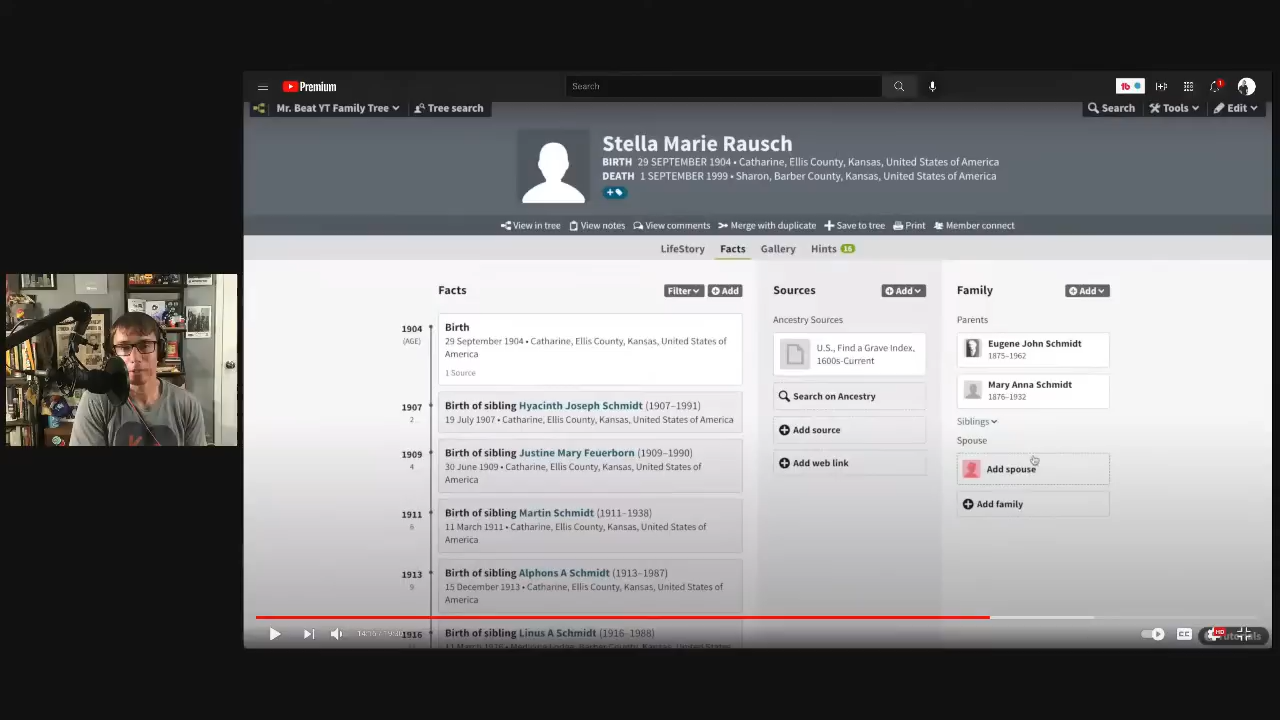 Premium
Search
Mr. Beat YT Family Tree
Tree search
Search
Tools
Edit
Stella Marie Rausch
BIRTH 29 SEPTEMBER 1904 • Catharine, Ellis County, Kansas, United States of America
DEATH 1 SEPTEMBER 1999 • Sharon, Barber County, Kansas, United States of America
View in tree
View notes
View comments
Merge with duplicate
Save to tree
Print
Member connect
LifeStory
Facts
Gallery
Hints 16
Facts
Filter
Add
1904
(AGE)
Birth
29 September 1904 • Catharine, Ellis County, Kansas, United States of
America
1 Source
1907
2
Birth of sibling Hyacinth Joseph Schmidt (1907–1991)
19 July 1907 • Catharine, Ellis County, Kansas, United States of America
1909
4
Birth of sibling Justine Mary Feuerborn (1909–1990)
30 June 1909 • Catharine, Ellis County, Kansas, United States of
America
1911
6
Birth of sibling Martin Schmidt (1911–1938)
11 March 1911 • Catharine, Ellis County, Kansas, United States of
America
1913
9
Birth of sibling Alphons A Schmidt (1913–1987)
15 December 1913 • Catharine, Ellis County, Kansas, United States of
America
1916
Birth of sibling Linus A Schmidt (1916–1988)
Sources
Add
Ancestry Sources
U.S., Find a Grave Index,
1600s-Current
Search on Ancestry
Add source
Add web link
Family
Add
Parents
Eugene John Schmidt
1875–1962
Mary Anna Schmidt
1876–1932
Siblings
Spouse
Add spouse
Add family
CC
HD